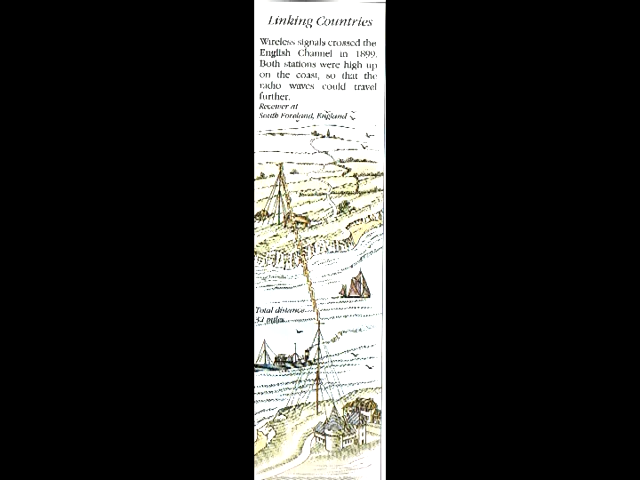 Linking Countries
Wireless signals crossed the
English Channel in 1899.
Both stations were high up
on the coast, so that the
radio waves could travel
further.
Receiver at
South Foreland, England
Total distance
32 miles